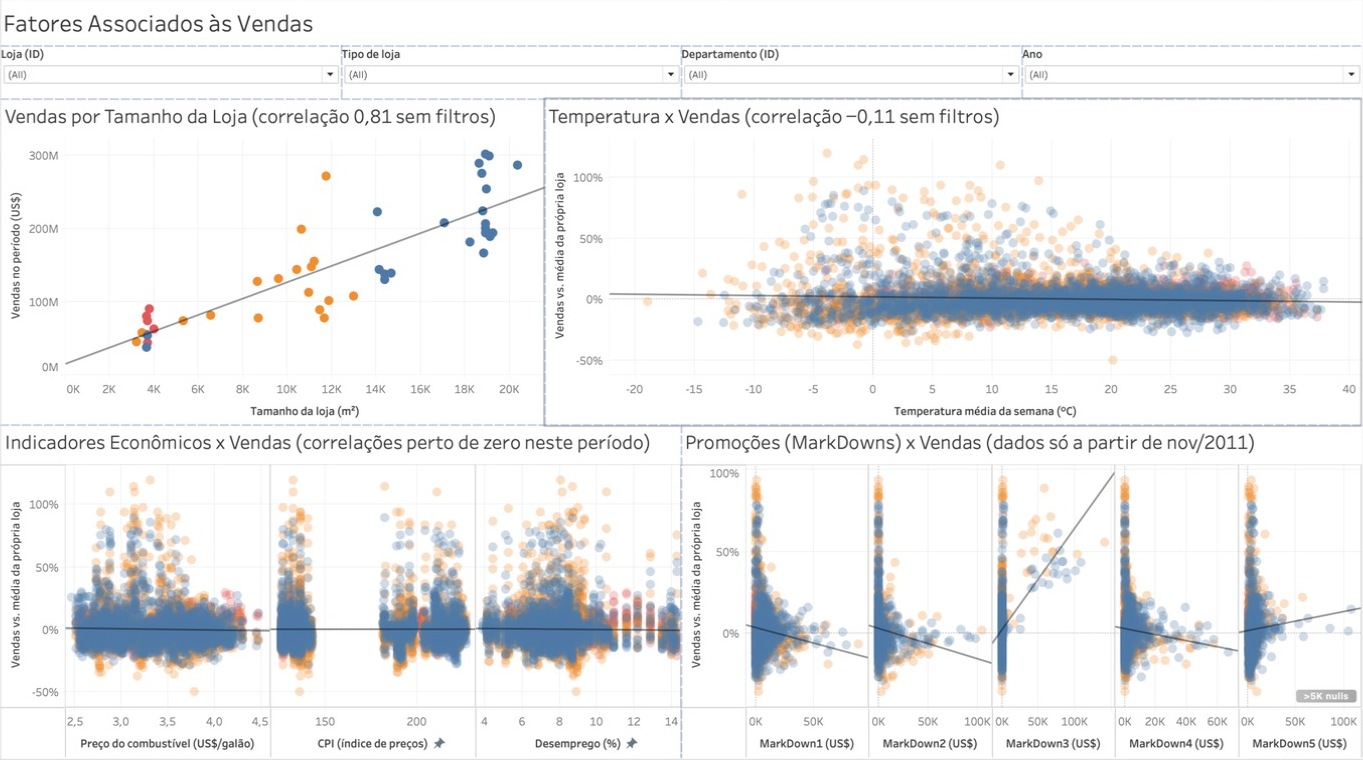 Fatores Associados às Vendas
Loja (ID)
Tipo de loja
Departamento (ID)
Ano
(All)
(All)
(All)
(All)
Vendas por Tamanho da Loja (correlação 0,81 sem filtros)
Vendas no período (US$)
300M
200M
100M
0M
0K 2K 4K 6K 8K 10K 12K 14K 16K 18K 20K
Tamanho da loja (m²)
Temperatura x Vendas (correlação −0,11 sem filtros)
Vendas vs. média da própria loja
100%
50%
0%
-50%
-20 -15 -10 -5 0 5 10 15 20 25 30 35 40
Temperatura média da semana (ºC)
Indicadores Econômicos x Vendas (correlações perto de zero neste período)
Vendas vs. média da própria loja
100%
50%
0%
-50%
2,5 3,0 3,5 4,0 4,5
150 200
4 6 8 10 12 14
Preço do combustível (US$/galão)
CPI (índice de preços)
Desemprego (%)
Promoções (MarkDowns) x Vendas (dados só a partir de nov/2011)
Vendas vs. média da própria loja
100%
50%
0%
>5K nulls
0K 50K
0K 50K 100K
0K 50K 100K
0K 20K 40K 60K
0K 50K 100K
MarkDown1 (US$)
MarkDown2 (US$)
MarkDown3 (US$)
MarkDown4 (US$)
MarkDown5 (US$)